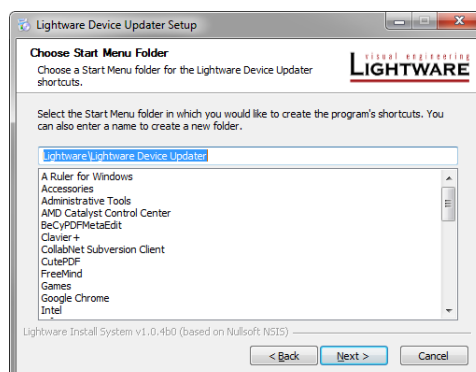 Lightware Device Updater Setup
Choose Start Menu Folder
Choose a Start Menu folder for the Lightware Device Updater
shortcuts.
visual engineering
LIGHTWARE
Select the Start Menu folder in which you would like to create the program's shortcuts. You
can also enter a name to create a new folder.
Lightware\Lightware Device Updater
A Ruler for Windows
Accessories
Administrative Tools
AMD Catalyst Control Center
BeCyPDFMetaEdit
Clavier+
CollabNet Subversion Client
CutePDF
FreeMind
Games
Google Chrome
Intel
Lightware Install System v1.0.4b0 (based on Nullsoft NSIS)
< Back
Next >
Cancel